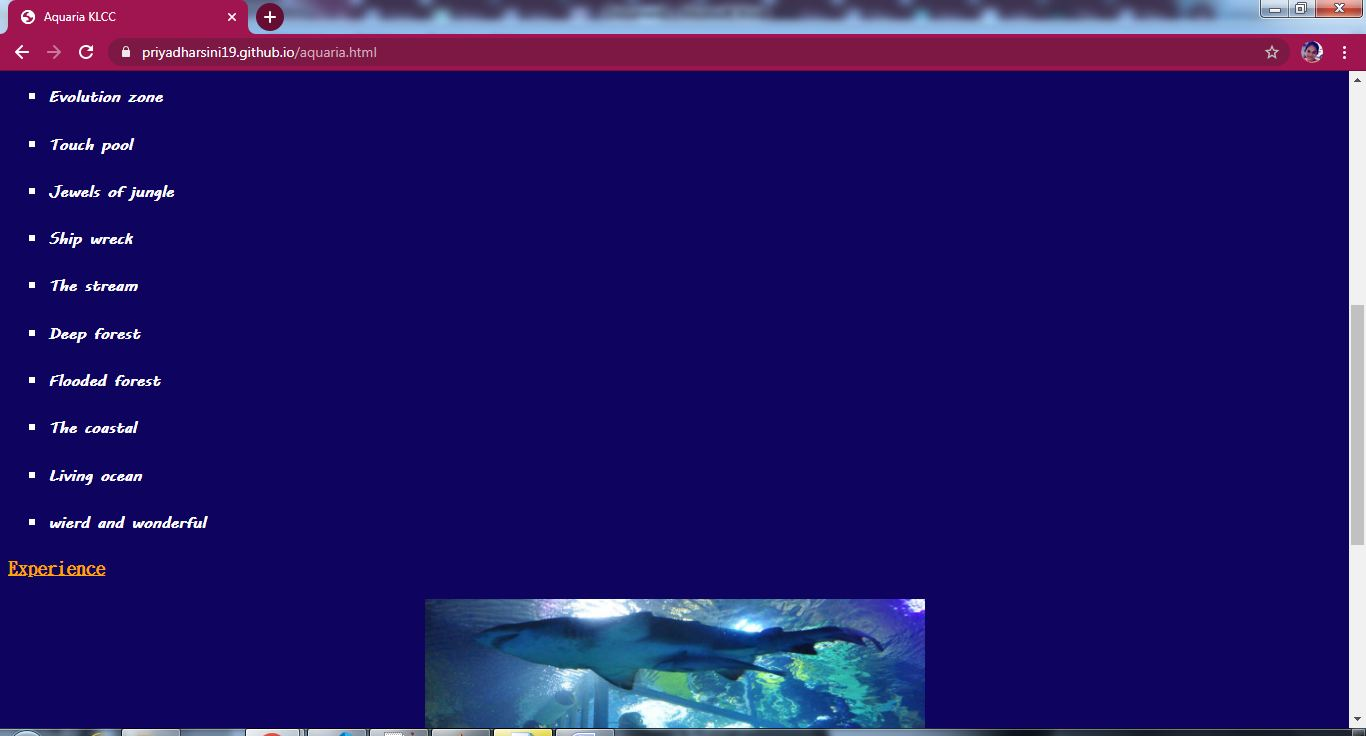 Aquaria KLCC
priyadharsini19.github.io/aquaria.html
Evolution zone
Touch pool
Jewels of jungle
Ship wreck
The stream
Deep forest
Flooded forest
The coastal
Living ocean
wierd and wonderful
Experience